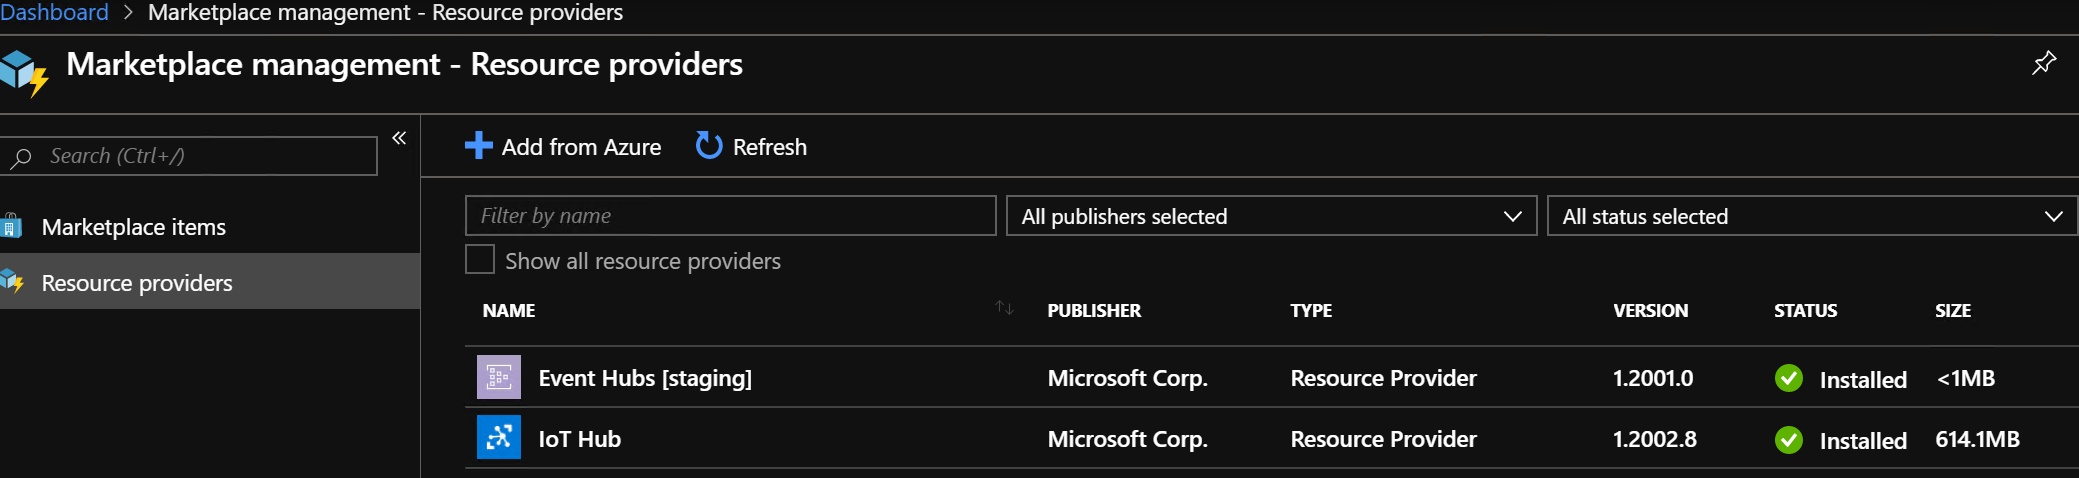 Dashboard > Marketplace management - Resource providers
Marketplace management - Resource providers
Search (Ctrl+/)
Marketplace items
Resource providers
Add from Azure Refresh
Filter by name All publishers selected All status selected
Show all resource providers
NAME PUBLISHER TYPE VERSION STATUS SIZE
Event Hubs [staging] Microsoft Corp. Resource Provider 1.2001.0 Installed <1MB
IoT Hub Microsoft Corp. Resource Provider 1.2002.8 Installed 614.1MB